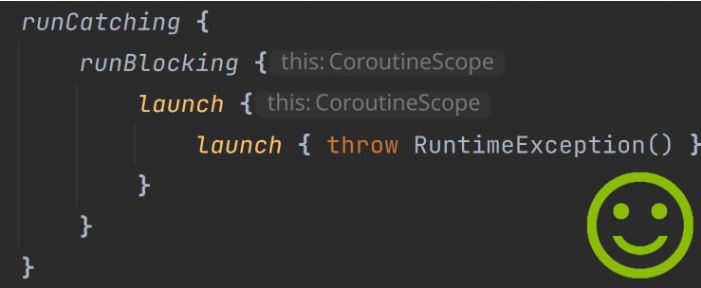 runCatching {
runBlocking { this: CoroutineScope
launch { this: CoroutineScope
launch { throw RuntimeException() }
}
}
}